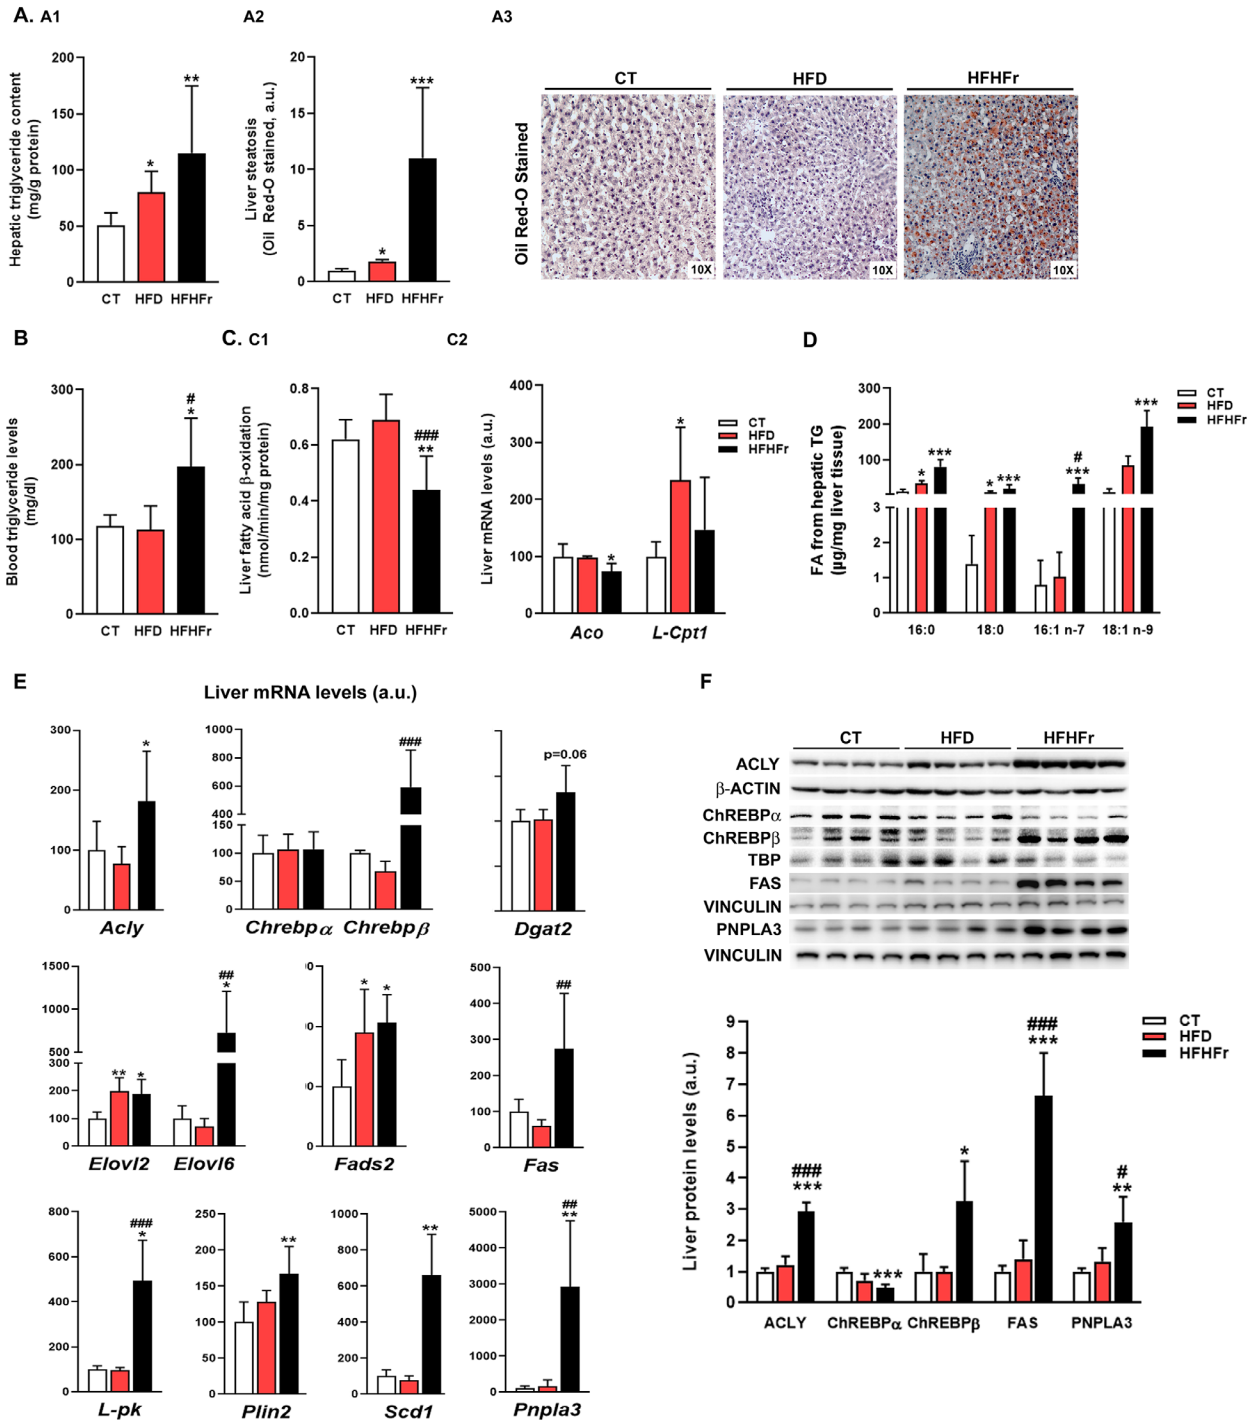 A. A1
A2
A3
Hepatic triglyceride content
(mg/g protein)
200
150
100
50
0
*
**
CT HFD HFHFr
Liver steatosis
(Oil Red-O stained, a.u.)
20
15
10
5
0
*
***
CT HFD HFHFr
Oil Red-O Stained
CT HFD HFHFr
10X 10X 10X
B
Blood triglyceride levels
(mg/dl)
300
200
100
0
#
*
CT HFD HFHFr
C. C1
Liver fatty acid β-oxidation
(nmol/min/mg protein)
0.8
0.6
0.4
0.2
0.0
###
**
CT HFD HFHFr
C2
Liver mRNA levels (a.u.)
400
300
200
100
0
*
*
Aco L-Cpt1
CT
HFD
HFHFr
D
FA from hepatic TG
(µg/mg liver tissue)
300
200
100
3
2
1
0
* *** * *** # *** ***
16:0 18:0 16:1 n-7 18:1 n-9
CT
HFD
HFHFr
E
Liver mRNA levels (a.u.)
300
200
100
0
*
Acly
1000
800
600
400
150
100
50
0
###
Chrebpα Chrebpβ
p=0.06
Dgat2
1500
1000
500
300
200
100
0
** * ## *
Elovl2 Elovl6
* *
Fads2
500
400
300
200
100
0
##
Fas
800
600
400
200
0
###
*
L-pk
250
200
150
100
50
0
**
Plin2
1000
800
600
400
200
0
**
Scd1
5000
4000
3000
2000
1000
0
##
**
Pnpla3
F
CT HFD HFHFr
ACLY
β-ACTIN
ChREBPα
ChREBPβ
TBP
FAS
VINCULIN
PNPLA3
VINCULIN
Liver protein levels (a.u.)
9
8
7
6
5
4
3
2
1
0
###
***
***
*
###
***
#
**
ACLY ChREBPα ChREBPβ FAS PNPLA3
CT
HFD
HFHFr